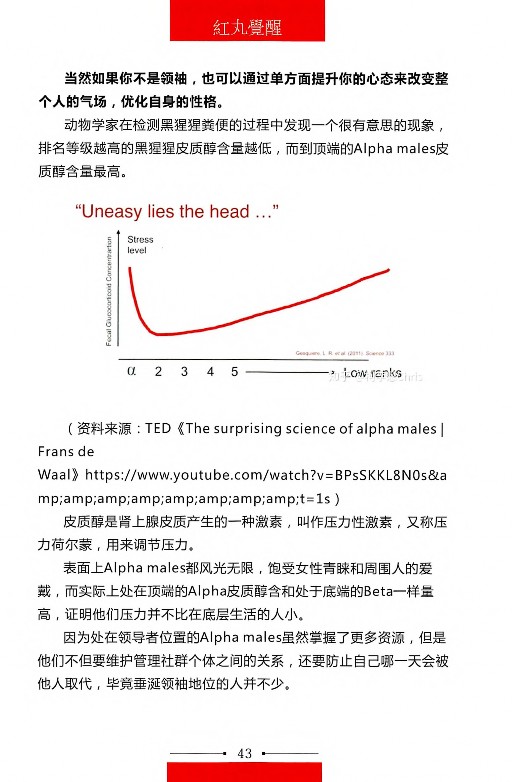 紅丸覺醒
当然如果你不是领袖，也可以通过单方面提升你的心态来改变整
个人的气场，优化自身的性格。
动物学家在检测黑猩猩粪便的过程中发现一个很有意思的现象，
排名等级越高的黑猩猩皮质醇含量越低，而到顶端的Alpha males皮
质醇含量最高。
“Uneasy lies the head …”
Stress
level
Fecal Glucocorticoid Concentration
Gesquiere, L. R. et al. (2011). Science 333
α 2 3 4 5 Low ranks
（资料来源：TED《The surprising science of alpha males |
Frans de
Waal》https://www.youtube.com/watch?v=BPsSKKL8N0s&a
mp;amp;amp;amp;amp;amp;amp;amp;t=1s）
皮质醇是肾上腺皮质产生的一种激素，叫作压力性激素，又称压
力荷尔蒙，用来调节压力。
表面上Alpha males都风光无限，饱受女性青睐和周围人的爱
戴，而实际上处在顶端的Alpha皮质醇含和处于底端的Beta一样量
高，证明他们压力并不比在底层生活的人小。
因为处在领导者位置的Alpha males虽然掌握了更多资源，但是
他们不但要维护管理社群个体之间的关系，还要防止自己哪一天会被
他人取代，毕竟垂涎领袖地位的人并不少。
43